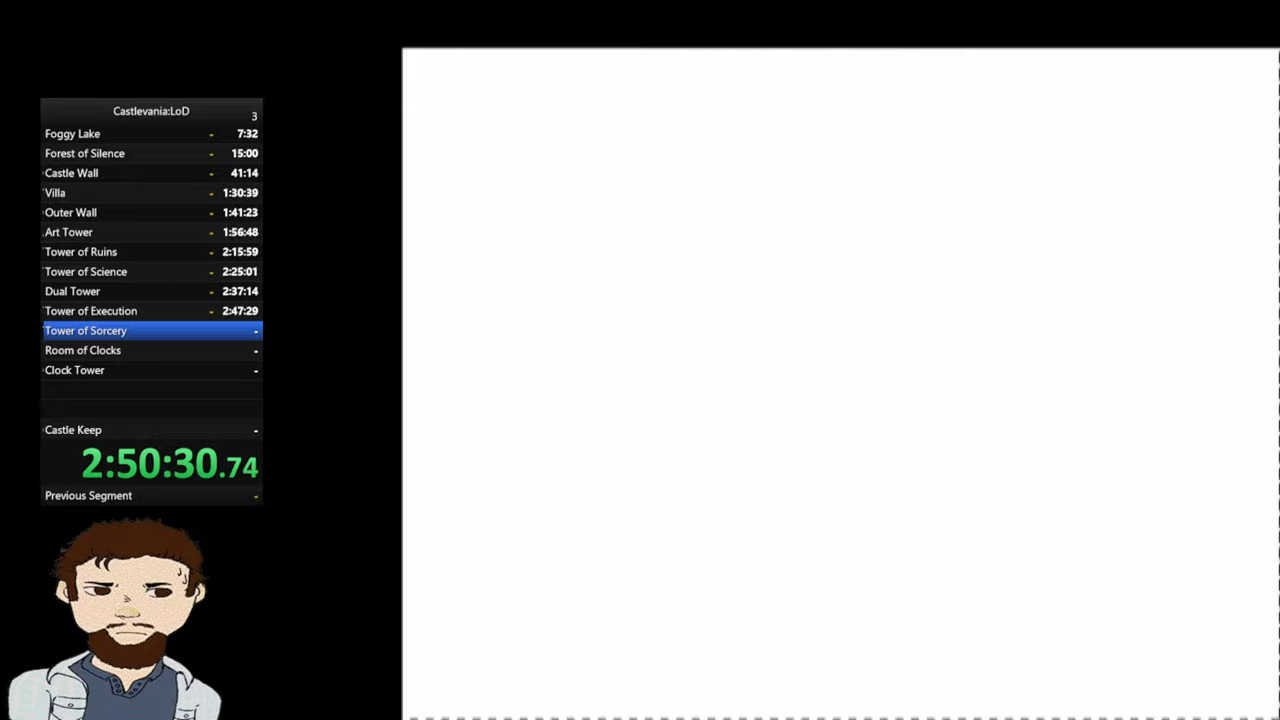 Castlevania:LoD
3
Foggy Lake - 7:32
Forest of Silence - 15:00
Castle Wall - 41:14
Villa - 1:30:39
Outer Wall - 1:41:23
Art Tower - 1:56:48
Tower of Ruins - 2:15:59
Tower of Science - 2:25:01
Dual Tower - 2:37:14
Tower of Execution - 2:47:29
Tower of Sorcery -
Room of Clocks -
Clock Tower -
Castle Keep -
2:50:30.74
Previous Segment -